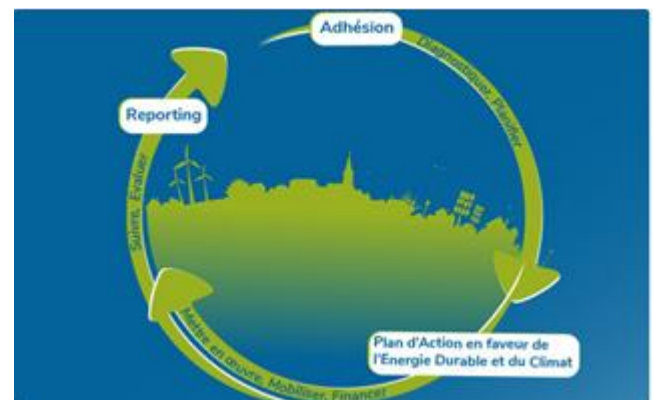 Adhésion
Diagnostiquer, Planifier
Reporting
Suivre, Evaluer
Plan d'Action en faveur de
l'Energie Durable et du Climat
Mettre en œuvre, Mobiliser, Financer